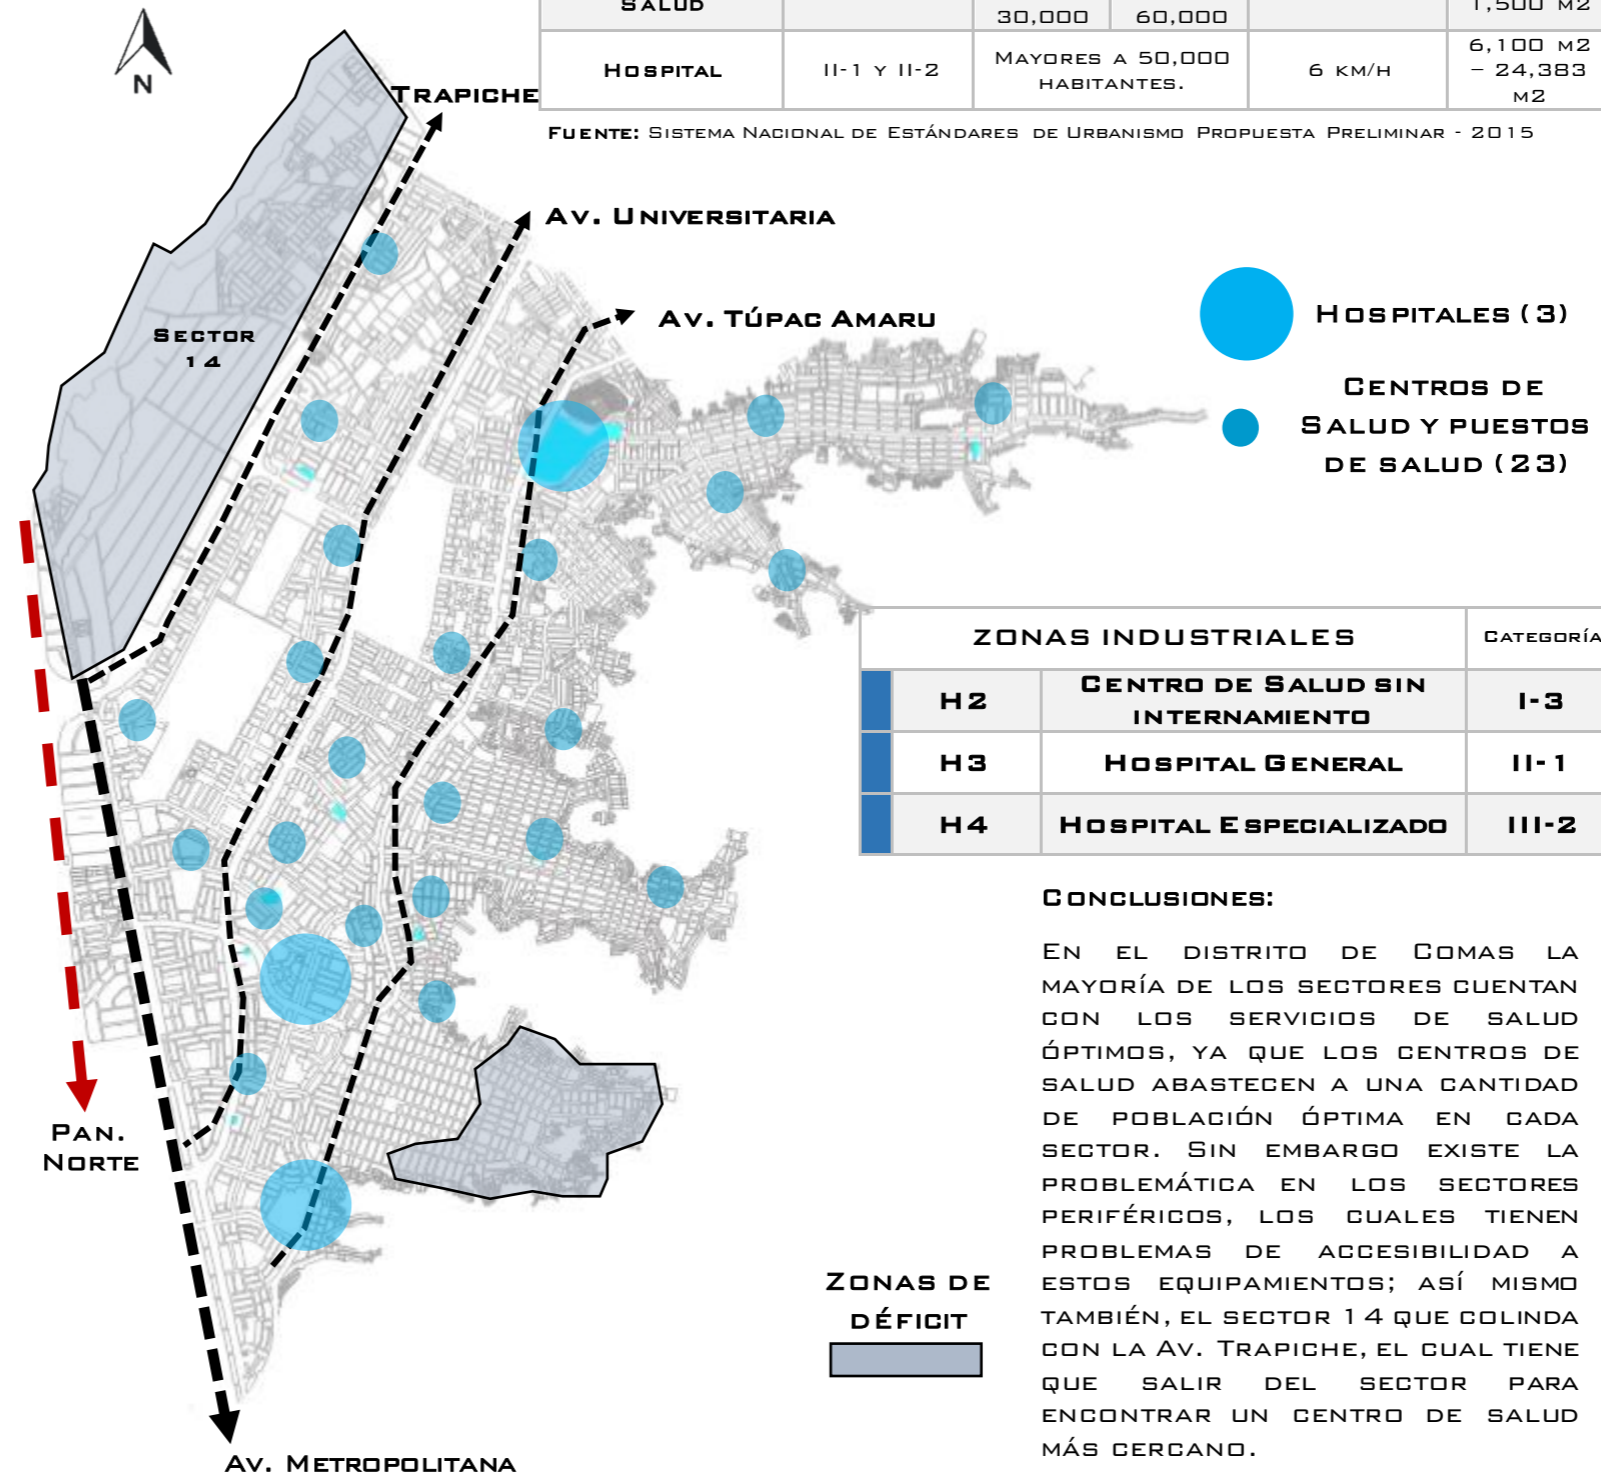 SALUD
30,000
60,000
1,500 M2
HOSPITAL
II-1 Y II-2
MAYORES A 50,000
HABITANTES.
6 KM/H
6,100 M2
– 24,383
M2
FUENTE: SISTEMA NACIONAL DE ESTÁNDARES DE URBANISMO PROPUESTA PRELIMINAR - 2015
N
TRAPICHE
AV. UNIVERSITARIA
AV. TÚPAC AMARU
SECTOR
14
HOSPITALES (3)
CENTROS DE
SALUD Y PUESTOS
DE SALUD (23)
ZONAS INDUSTRIALES
CATEGORÍA
H2
CENTRO DE SALUD SIN
INTERNAMIENTO
I-3
H3
HOSPITAL GENERAL
II-1
H4
HOSPITAL ESPECIALIZADO
III-2
PAN.
NORTE
AV. METROPOLITANA
ZONAS DE
DÉFICIT
CONCLUSIONES:
EN EL DISTRITO DE COMAS LA
MAYORÍA DE LOS SECTORES CUENTAN
CON LOS SERVICIOS DE SALUD
ÓPTIMOS, YA QUE LOS CENTROS DE
SALUD ABASTECEN A UNA CANTIDAD
DE POBLACIÓN ÓPTIMA EN CADA
SECTOR. SIN EMBARGO EXISTE LA
PROBLEMÁTICA EN LOS SECTORES
PERIFÉRICOS, LOS CUALES TIENEN
PROBLEMAS DE ACCESIBILIDAD A
ESTOS EQUIPAMIENTOS; ASÍ MISMO
TAMBIÉN, EL SECTOR 14 QUE COLINDA
CON LA AV. TRAPICHE, EL CUAL TIENE
QUE SALIR DEL SECTOR PARA
ENCONTRAR UN CENTRO DE SALUD
MÁS CERCANO.